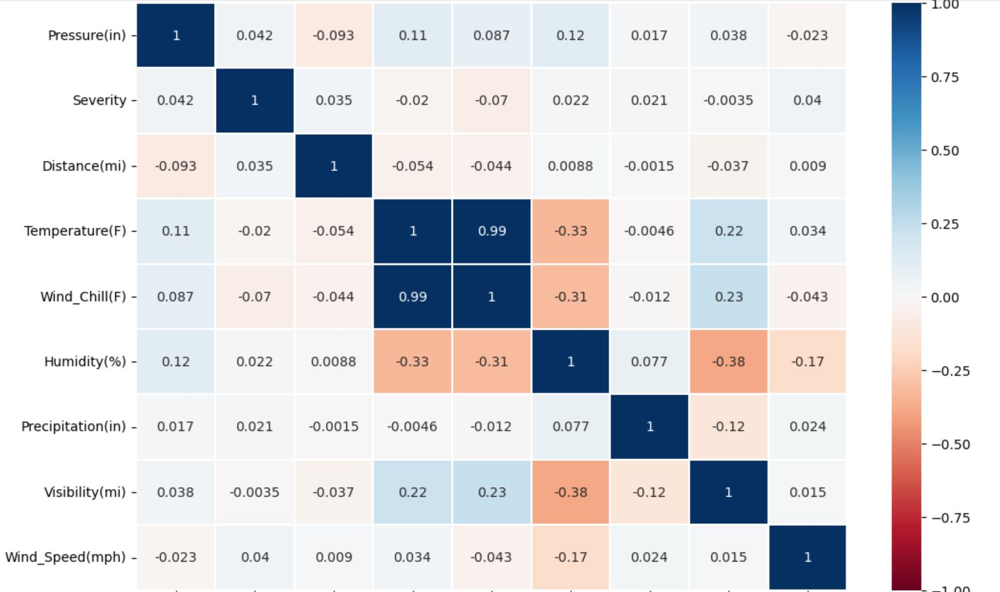 Pressure(in) 1 0.042 -0.093 0.11 0.087 0.12 0.017 0.038 -0.023
Severity 0.042 1 0.035 -0.02 -0.07 0.022 0.021 -0.0035 0.04
Distance(mi) -0.093 0.035 1 -0.054 -0.044 0.0088 -0.0015 -0.037 0.009
Temperature(F) 0.11 -0.02 -0.054 1 0.99 -0.33 -0.0046 0.22 0.034
Wind_Chill(F) 0.087 -0.07 -0.044 0.99 1 -0.31 -0.012 0.23 -0.043
Humidity(%) 0.12 0.022 0.0088 -0.33 -0.31 1 0.077 -0.38 -0.17
Precipitation(in) 0.017 0.021 -0.0015 -0.0046 -0.012 0.077 1 -0.12 0.024
Visibility(mi) 0.038 -0.0035 -0.037 0.22 0.23 -0.38 -0.12 1 0.015
Wind_Speed(mph) -0.023 0.04 0.009 0.034 -0.043 -0.17 0.024 0.015 1
1.00
0.75
0.50
0.25
0.00
−0.25
−0.50
−0.75
−1.00